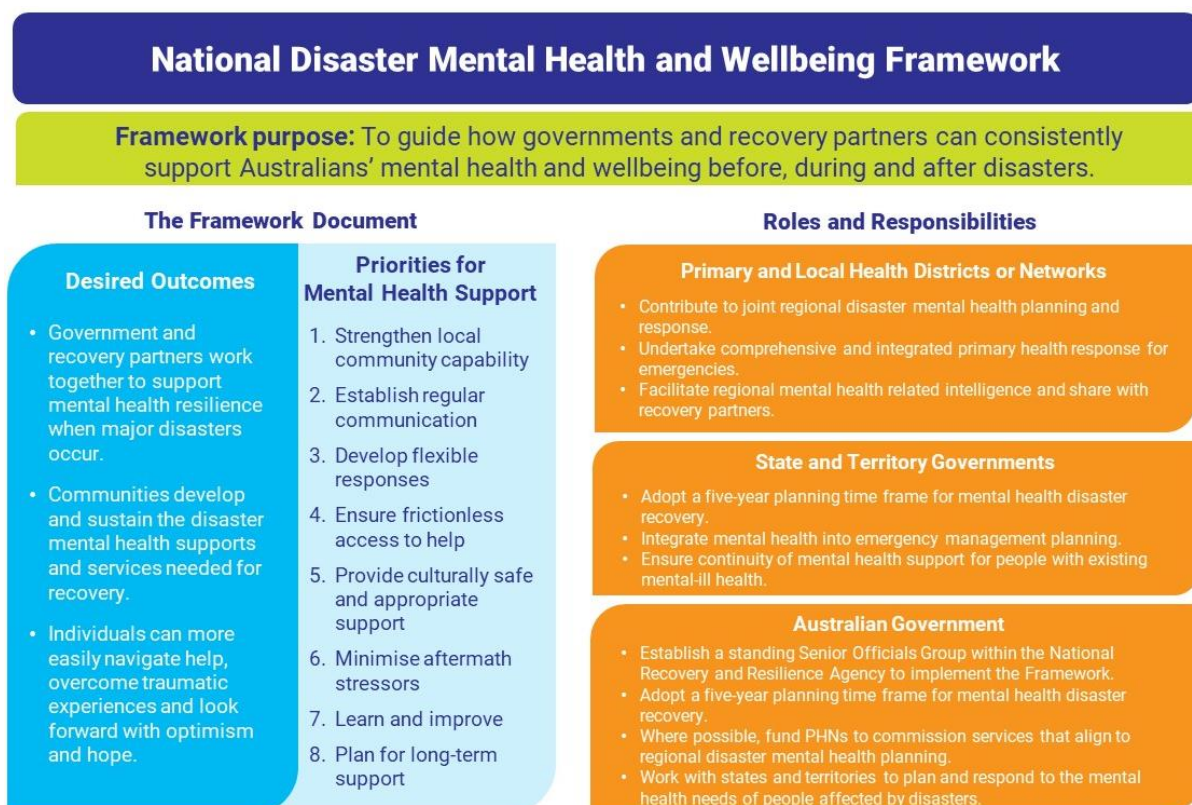 National Disaster Mental Health and Wellbeing Framework
Framework purpose: To guide how governments and recovery partners can consistently
support Australians' mental health and wellbeing before, during and after disasters.
The Framework Document
Desired Outcomes
• Government and
recovery partners work
together to support
mental health resilience
when major disasters
occur.
• Communities develop
and sustain the disaster
mental health supports
and services needed for
recovery.
• Individuals can more
easily navigate help,
overcome traumatic
experiences and look
forward with optimism
and hope.
Priorities for
Mental Health Support
1. Strengthen local
community capability
2. Establish regular
communication
3. Develop flexible
responses
4. Ensure frictionless
access to help
5. Provide culturally safe
and appropriate
support
6. Minimise aftermath
stressors
7. Learn and improve
8. Plan for long-term
support
Roles and Responsibilities
Primary and Local Health Districts or Networks
• Contribute to joint regional disaster mental health planning and
response.
• Undertake comprehensive and integrated primary health response for
emergencies.
• Facilitate regional mental health related intelligence and share with
recovery partners.
State and Territory Governments
• Adopt a five-year planning time frame for mental health disaster
recovery.
• Integrate mental health into emergency management planning.
• Ensure continuity of mental health support for people with existing
mental-ill health.
Australian Government
• Establish a standing Senior Officials Group within the National
Recovery and Resilience Agency to implement the Framework.
• Adopt a five-year planning time frame for mental health disaster
recovery.
• Where possible, fund PHNs to commission services that align to
regional disaster mental health planning.
• Work with states and territories to plan and respond to the mental
health needs of people affected by disasters.